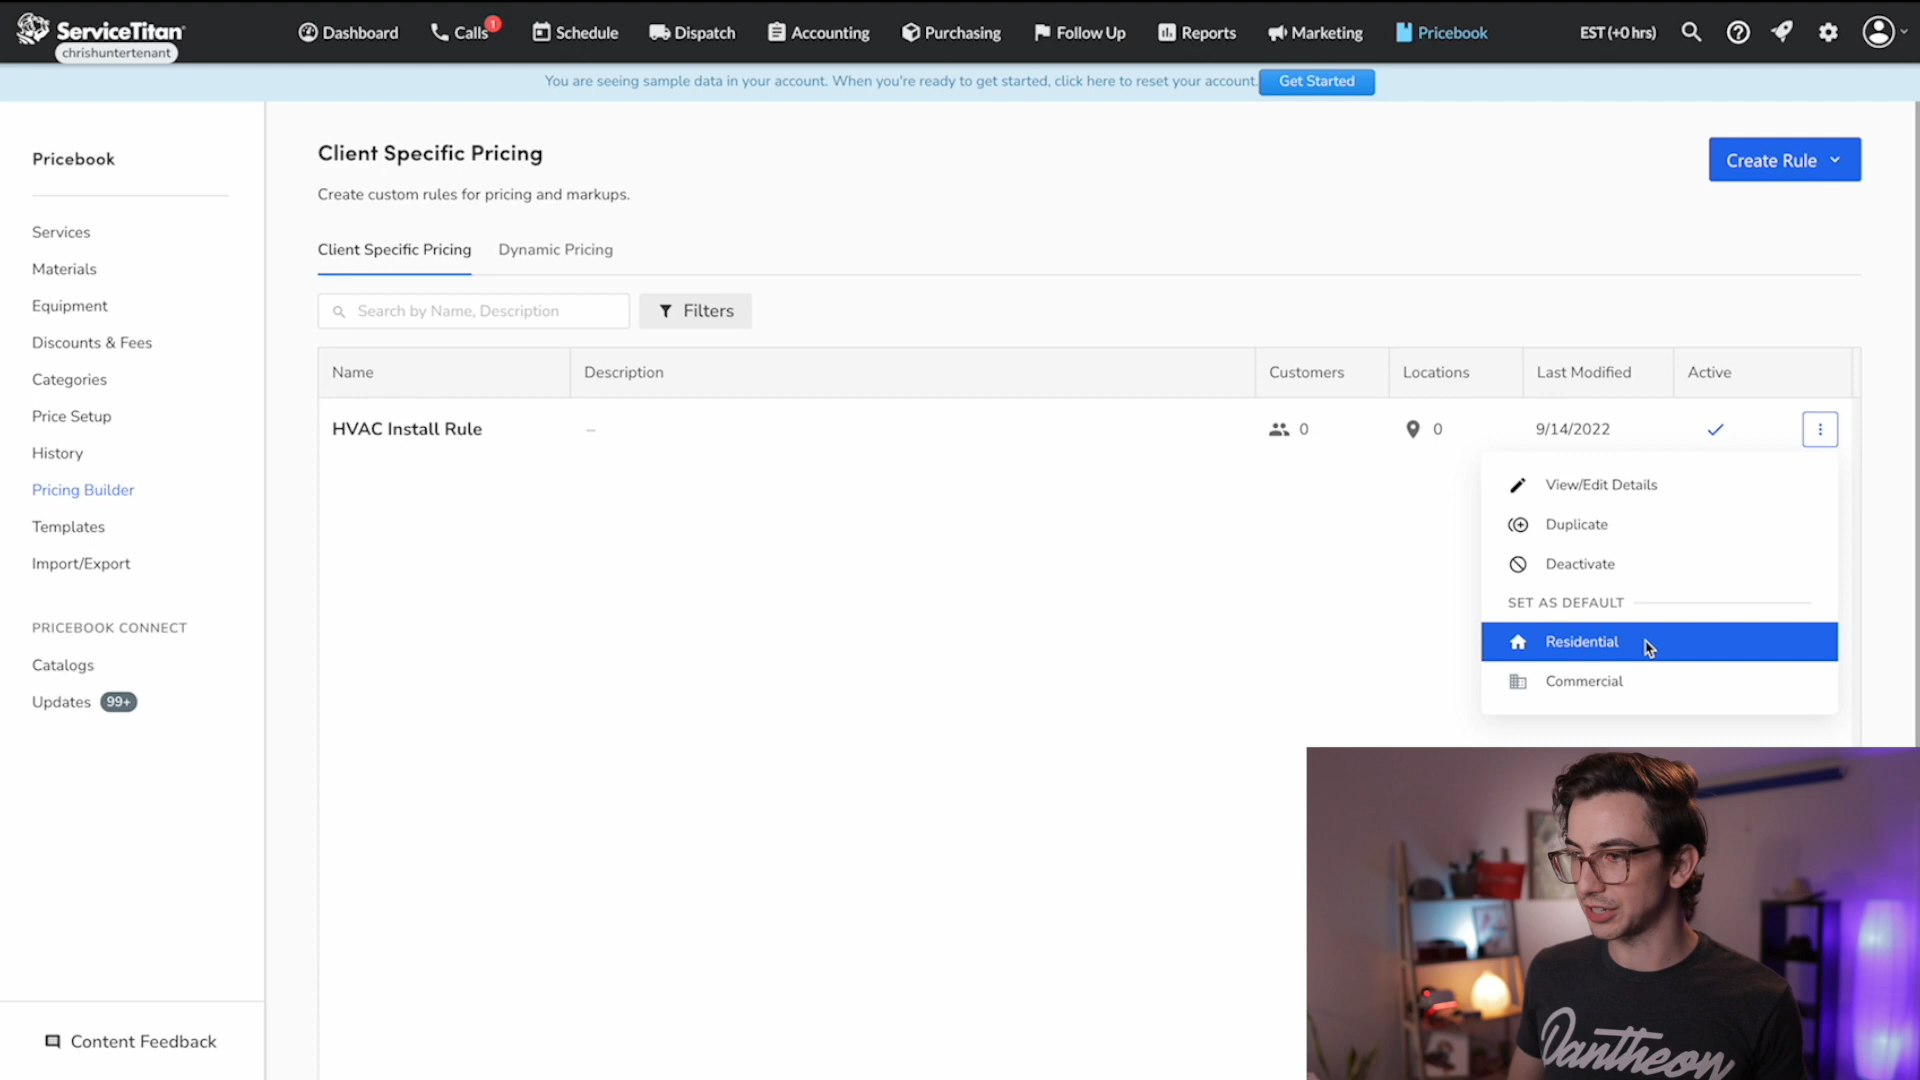 ServiceTitan
chrishuntertenant
Dashboard
Calls 1
Schedule
Dispatch
Accounting
Purchasing
Follow Up
Reports
Marketing
Pricebook
EST (+0 hrs)
You are seeing sample data in your account. When you're ready to get started, click here to reset your account.
Get Started
Pricebook
Services
Materials
Equipment
Discounts & Fees
Categories
Price Setup
History
Pricing Builder
Templates
Import/Export
PRICEBOOK CONNECT
Catalogs
Updates 99+
Content Feedback
Client Specific Pricing
Create custom rules for pricing and markups.
Create Rule
Client Specific Pricing
Dynamic Pricing
Search by Name, Description
Filters
Name
Description
Customers
Locations
Last Modified
Active
HVAC Install Rule
–
0
0
9/14/2022
View/Edit Details
Duplicate
Deactivate
SET AS DEFAULT
Residential
Commercial
Pantheon